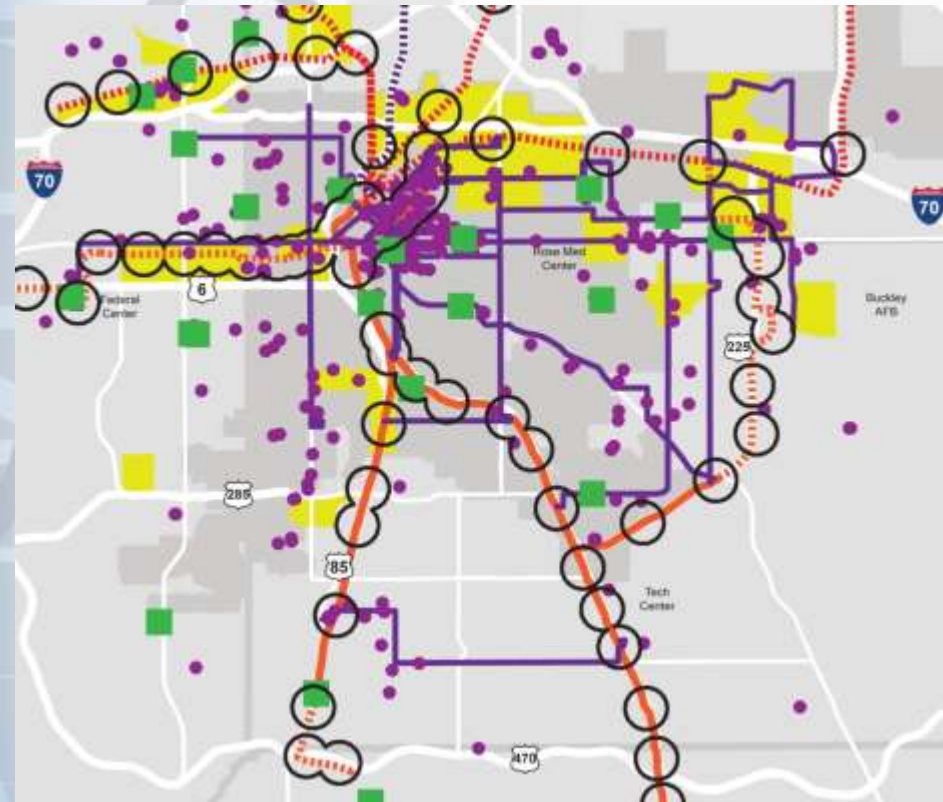 70
70
Rose Med
Center
6
Federal
Center
Buckley
AFB
225
285
85
Tech
Center
470